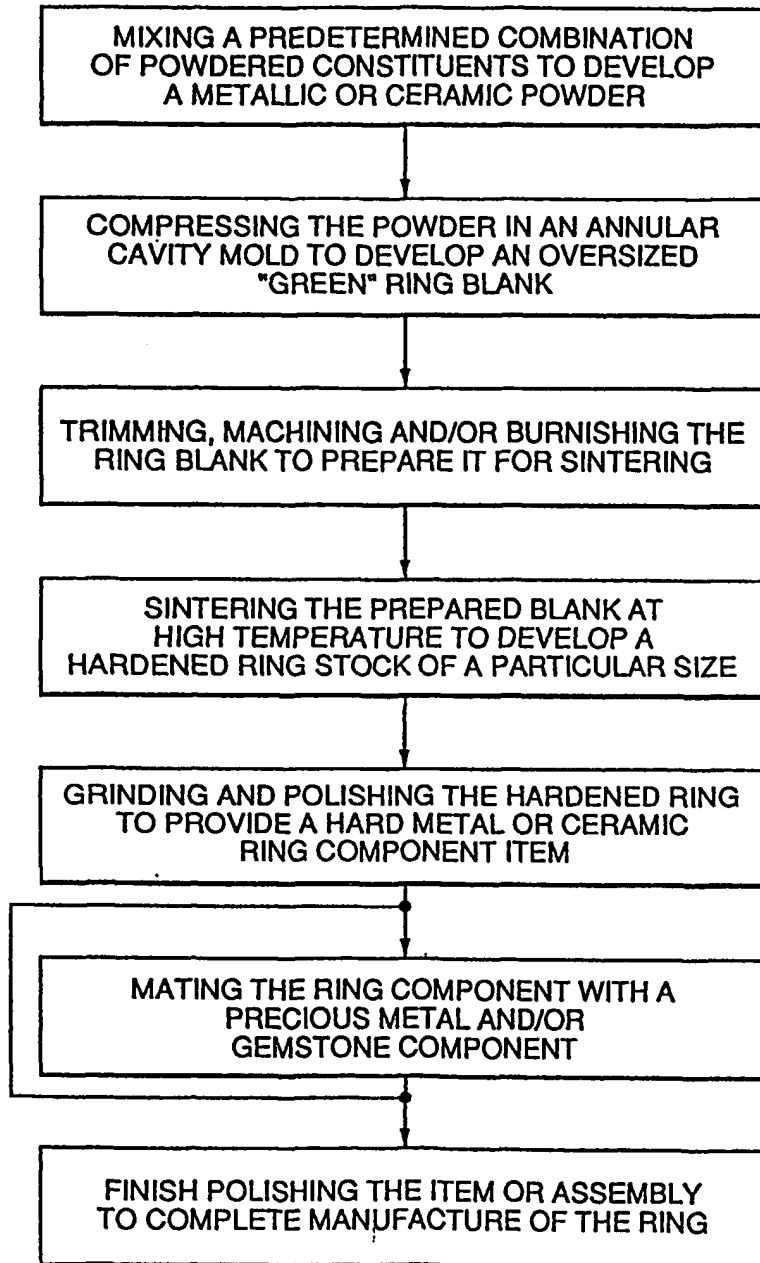 MIXING A PREDETERMINED COMBINATION
OF POWDERED CONSTITUENTS TO DEVELOP
A METALLIC OR CERAMIC POWDER
COMPRESSING THE POWDER IN AN ANNULAR
CAVITY MOLD TO DEVELOP AN OVERSIZED
"GREEN" RING BLANK
TRIMMING, MACHINING AND/OR BURNISHING THE
RING BLANK TO PREPARE IT FOR SINTERING
SINTERING THE PREPARED BLANK AT
HIGH TEMPERATURE TO DEVELOP A
HARDENED RING STOCK OF A PARTICULAR SIZE
GRINDING AND POLISHING THE HARDENED RING
TO PROVIDE A HARD METAL OR CERAMIC
RING COMPONENT ITEM
MATING THE RING COMPONENT WITH A
PRECIOUS METAL AND/OR
GEMSTONE COMPONENT
FINISH POLISHING THE ITEM OR ASSEMBLY
TO COMPLETE MANUFACTURE OF THE RING